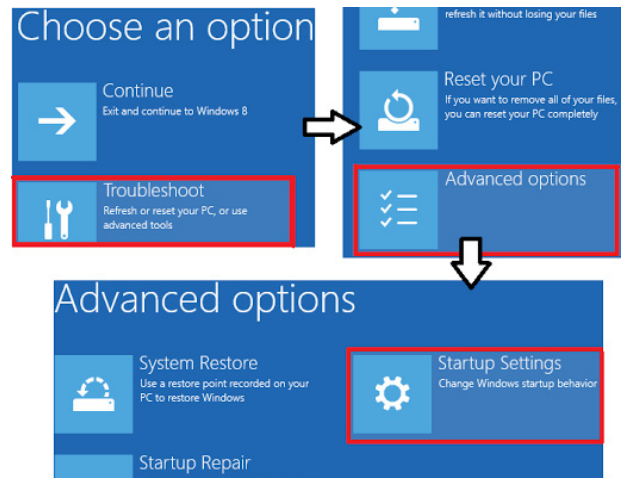 Choose an option
Continue
Exit and continue to Windows 8
Troubleshoot
Refresh or reset your PC, or use
advanced tools
refresh it without losing your files
Reset your PC
If you want to remove all of your files,
you can reset your PC completely
Advanced options
Advanced options
System Restore
Use a restore point recorded on your
PC to restore Windows
Startup Settings
Change Windows startup behavior
Startup Repair